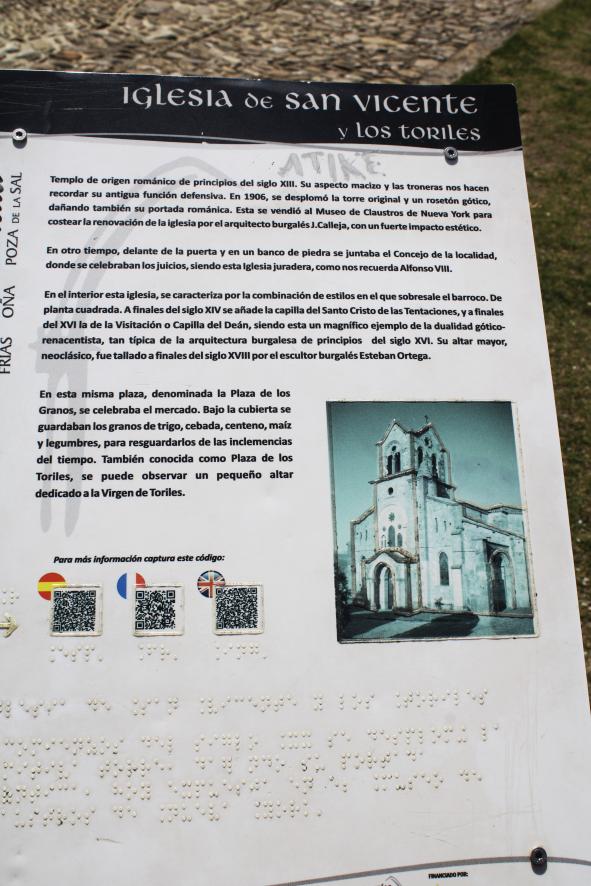 IGLESIA DE SAN VICENTE
Y LOS TORILES
ATIKE
FRÍAS OÑA POZA DE LA SAL
Templo de origen románico de principios del siglo XIII. Su aspecto macizo y las troneras nos hacen
recordar su antigua función defensiva. En 1906, se desplomó la torre original y un rosetón gótico,
dañando también su portada románica. Esta se vendió al Museo de Claustros de Nueva York para
costear la renovación de la iglesia por el arquitecto burgalés J.Calleja, con un fuerte impacto estético.
En otro tiempo, delante de la puerta y en un banco de piedra se juntaba el Concejo de la localidad,
donde se celebraban los juicios, siendo esta Iglesia juradera, como nos recuerda Alfonso VIII.
En el interior esta iglesia, se caracteriza por la combinación de estilos en el que sobresale el barroco. De
planta cuadrada. A finales del siglo XIV se añade la capilla del Santo Cristo de las Tentaciones, y a finales
del XVI la de la Visitación o Capilla del Deán, siendo esta un magnífico ejemplo de la dualidad gótico-
renacentista, tan típica de la arquitectura burgalesa de principios del siglo XVI. Su altar mayor,
neoclásico, fue tallado a finales del siglo XVIII por el escultor burgalés Esteban Ortega.
En esta misma plaza, denominada la Plaza de los
Granos, se celebraba el mercado. Bajo la cubierta se
guardaban los granos de trigo, cebada, centeno, maíz
y legumbres, para resguardarlos de las inclemencias
del tiempo. También conocida como Plaza de los
Toriles, se puede observar un pequeño altar
dedicado a la Virgen de Toriles.
Para más información captura este código:
FINANCIADO POR: